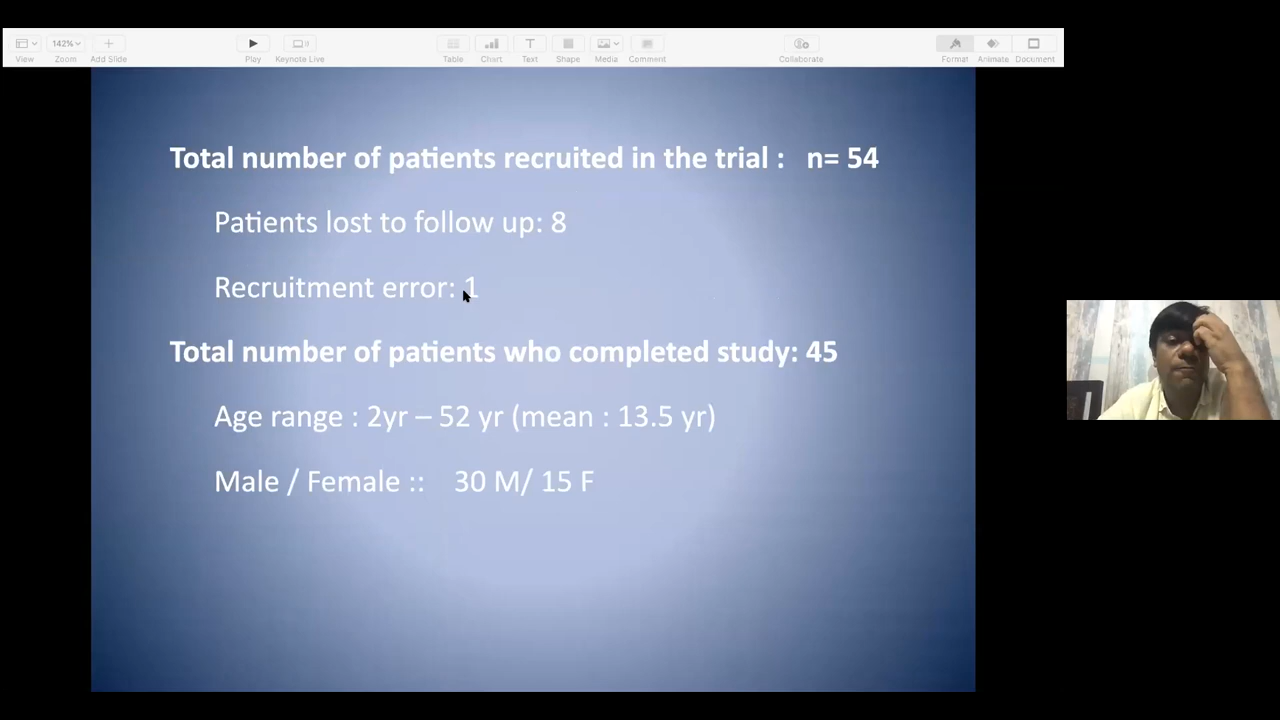 142%
View Zoom Add Slide Play Keynote Live Table Chart Text Shape Media Comment Collaborate Format Animate Document
Total number of patients recruited in the trial : n= 54
Patients lost to follow up: 8
Recruitment error: 1
Total number of patients who completed study: 45
Age range : 2yr – 52 yr (mean : 13.5 yr)
Male / Female :: 30 M/ 15 F